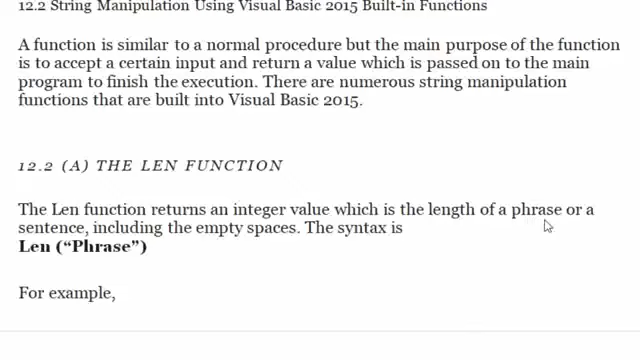 12.2 String Manipulation Using Visual Basic 2015 Built-in Functions
A function is similar to a normal procedure but the main purpose of the function
is to accept a certain input and return a value which is passed on to the main
program to finish the execution. There are numerous string manipulation
functions that are built into Visual Basic 2015.
12.2 (A) THE LEN FUNCTION
The Len function returns an integer value which is the length of a phrase or a
sentence, including the empty spaces. The syntax is
Len (“Phrase”)
For example,